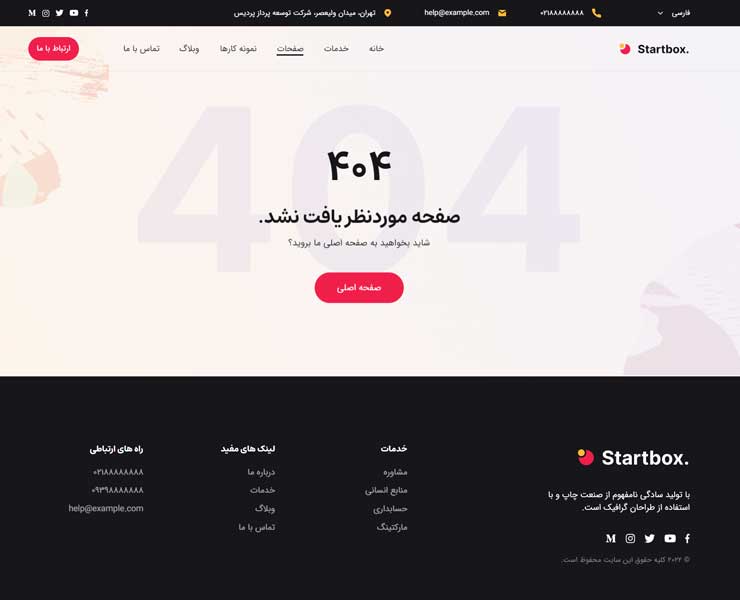 فارسی
۰۲۱۸۸۸۸۸۸۸۸
help@example.com
تهران، میدان ولیعصر، شرکت توسعه پرداز پردیس
Startbox.
خانه
خدمات
صفحات
نمونه کارها
وبلاگ
تماس با ما
ارتباط با ما
404
۴۰۴
صفحه موردنظر یافت نشد.
شاید بخواهید به صفحه اصلی ما بروید؟
صفحه اصلی
Startbox.
با تولید سادگی نامفهوم از صنعت چاپ و با
استفاده از طراحان گرافیک است.
© ۲۰۲۲ کلیه حقوق این سایت محفوظ است.
خدمات
مشاوره
منابع انسانی
حسابداری
مارکتینگ
لینک های مفید
درباره ما
خدمات
وبلاگ
تماس با ما
راه های ارتباطی
۰۲۱۸۸۸۸۸۸۸۸
۰۹۳۹۸۸۸۸۸۸۸
help@example.com